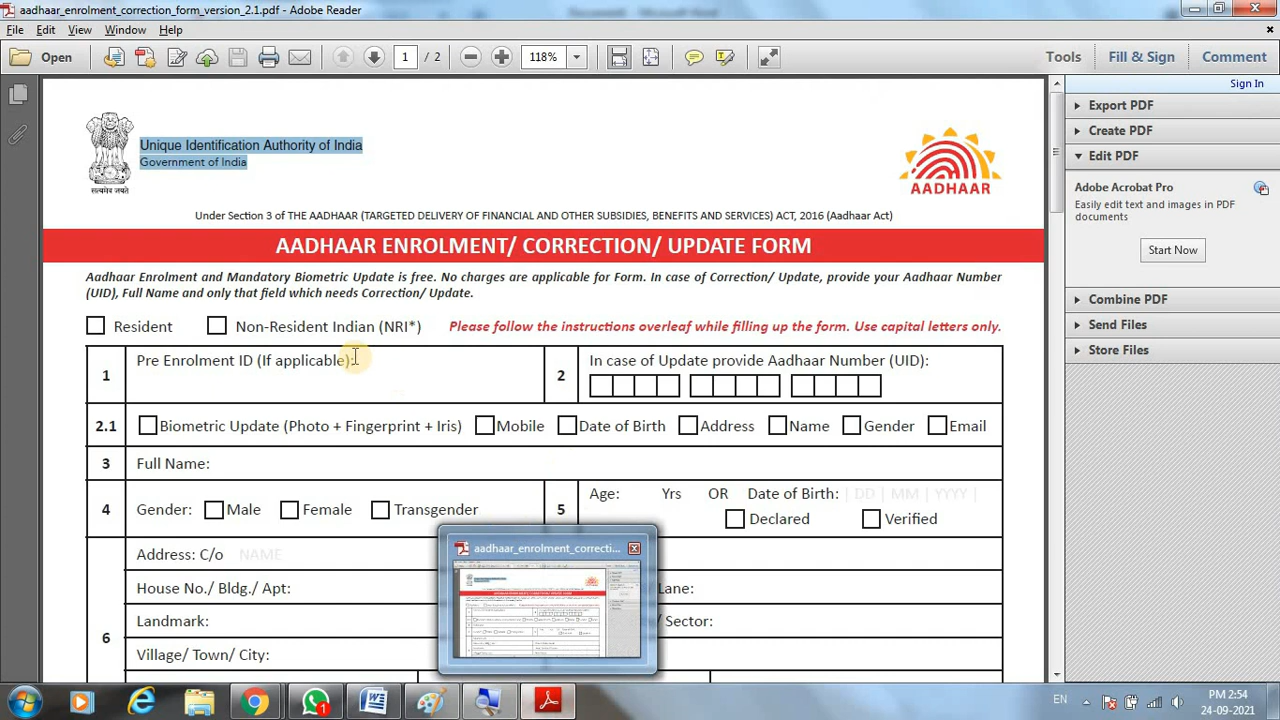 aadhaar_enrolment_correction_form_version_2.1.pdf - Adobe Reader
File Edit View Window Help
Open 1 / 2 118% Tools Fill & Sign Comment
Sign In
Unique Identification Authority of India
Government of India
सत्यमेव जयते
AADHAAR
Under Section 3 of THE AADHAAR (TARGETED DELIVERY OF FINANCIAL AND OTHER SUBSIDIES, BENEFITS AND SERVICES) ACT, 2016 (Aadhaar Act)
AADHAAR ENROLMENT/ CORRECTION/ UPDATE FORM
Aadhaar Enrolment and Mandatory Biometric Update is free. No charges are applicable for Form. In case of Correction/ Update, provide your Aadhaar Number
(UID), Full Name and only that field which needs Correction/ Update.
Resident Non-Resident Indian (NRI*) Please follow the instructions overleaf while filling up the form. Use capital letters only.
1 Pre Enrolment ID (If applicable): 2 In case of Update provide Aadhaar Number (UID):
2.1 Biometric Update (Photo + Fingerprint + Iris) Mobile Date of Birth Address Name Gender Email
3 Full Name:
4 Gender: Male Female Transgender 5 Age: Yrs OR Date of Birth: | DD | MM | YYYY |
Declared Verified
6 Address: C/o NAME
House No./ Bldg./ Apt: Lane:
Landmark: / Sector:
Village/ Town/ City:
Export PDF
Create PDF
Edit PDF
Adobe Acrobat Pro
Easily edit text and images in PDF
documents
Start Now
Combine PDF
Send Files
Store Files
aadhaar_enrolment_correcti...
1
EN PM 2:54
24-09-2021